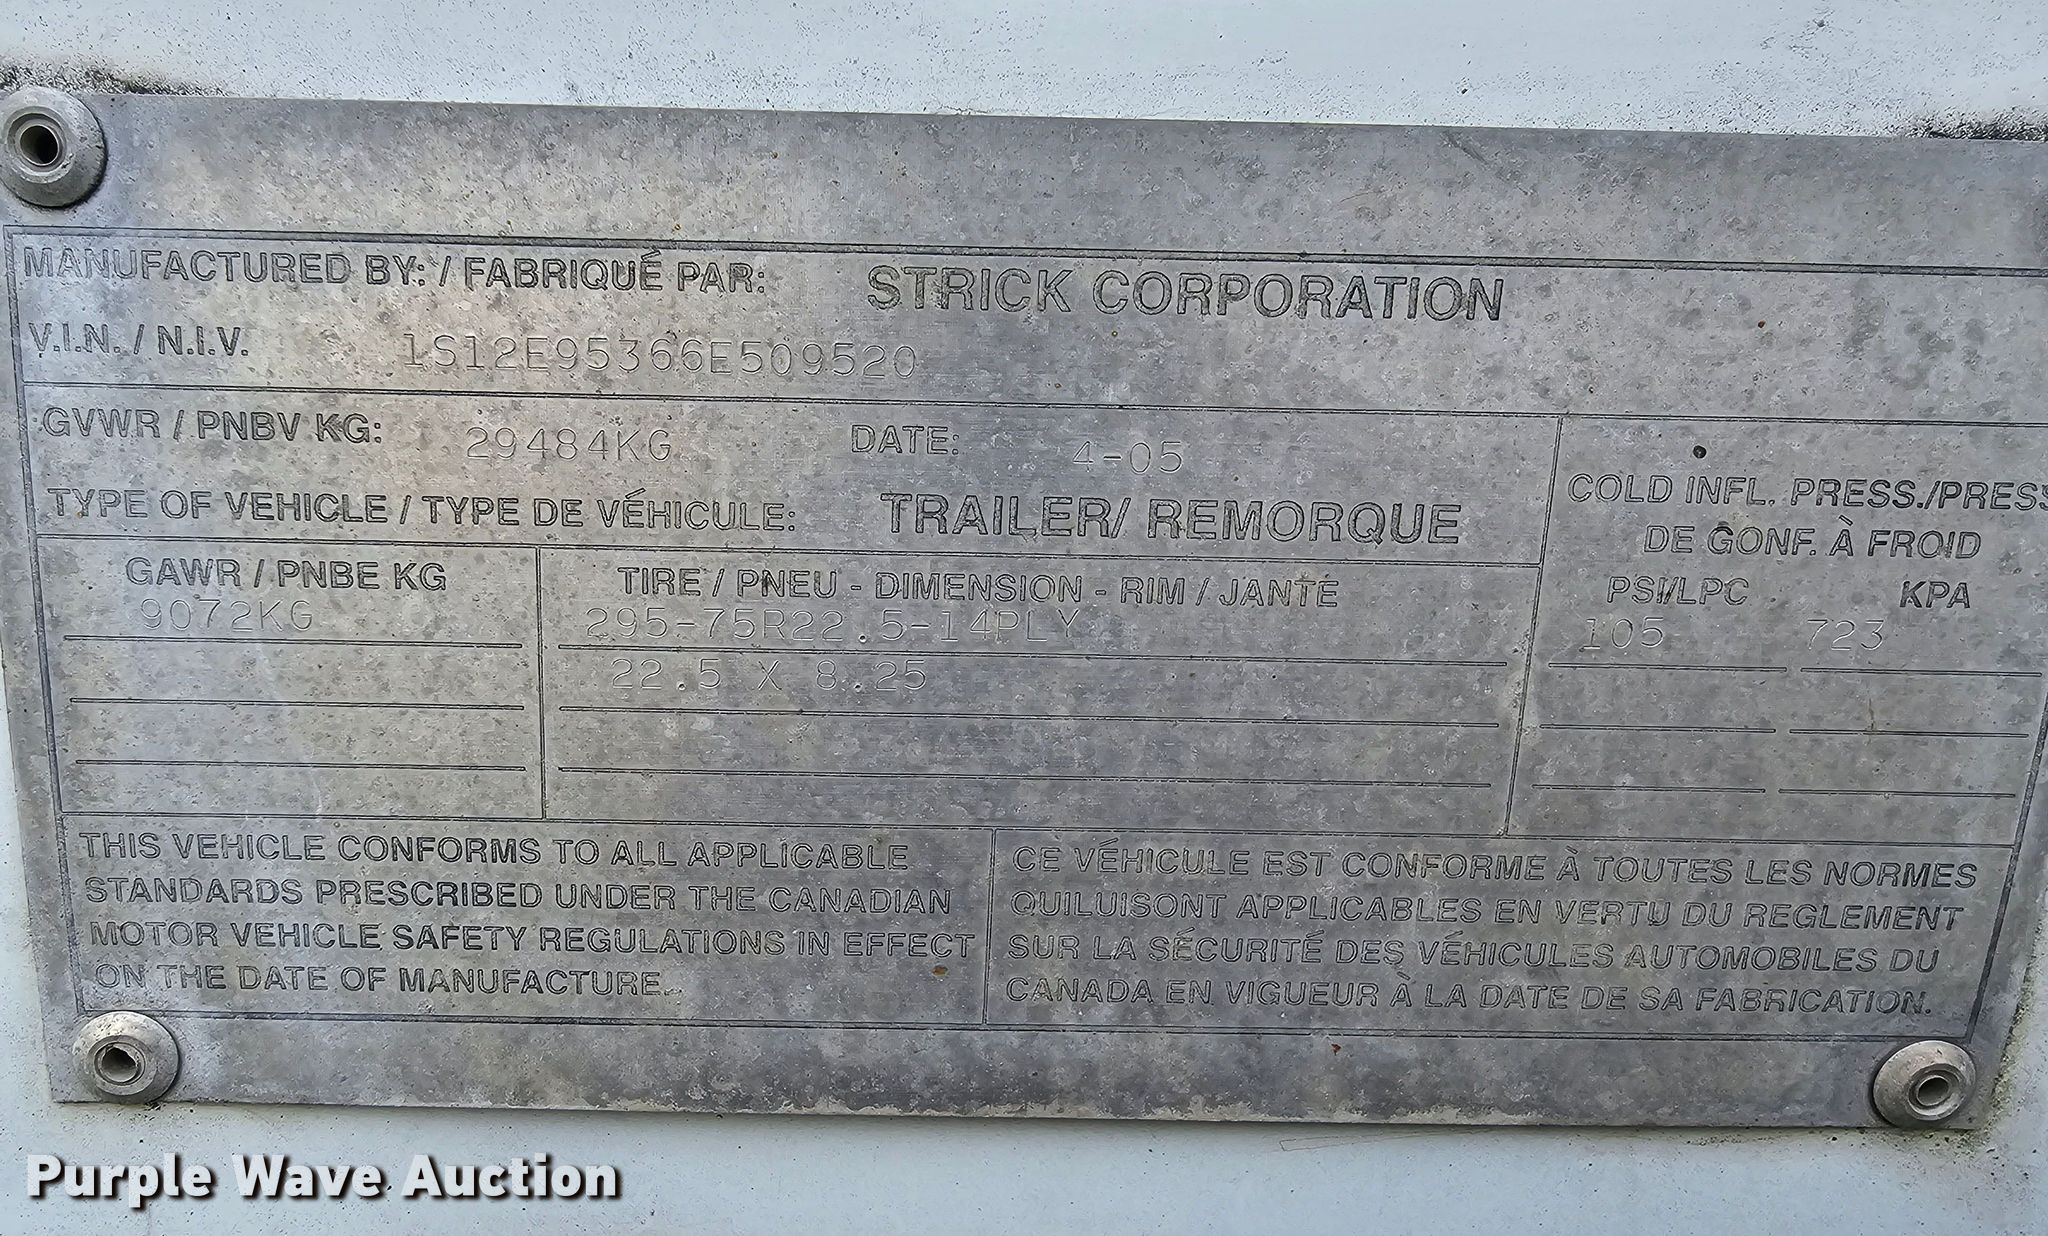 MANUFACTURED BY: / FABRIQUÉ PAR: STRICK CORPORATION
V.I.N. / N.I.V. 1S12E95366E509520
GVWR / PNBV KG: 29484KG DATE: 4-05
TYPE OF VEHICLE / TYPE DE VÉHICULE: TRAILER/ REMORQUE
COLD INFL. PRESS./PRESS
DE GONF. À FROID
PSI/LPC KPA
GAWR / PNBE KG TIRE / PNEU - DIMENSION - RIM / JANTE
9072KG 295-75R22.5-14PLY 105 723
22.5 X 8.25
THIS VEHICLE CONFORMS TO ALL APPLICABLE
STANDARDS PRESCRIBED UNDER THE CANADIAN
MOTOR VEHICLE SAFETY REGULATIONS IN EFFECT
ON THE DATE OF MANUFACTURE.
CE VÉHICULE EST CONFORME À TOUTES LES NORMES
QUILUISONT APPLICABLES EN VERTU DU REGLEMENT
SUR LA SÉCURITÉ DES VÉHICULES AUTOMOBILES DU
CANADA EN VIGUEUR À LA DATE DE SA FABRICATION.
Purple Wave Auction